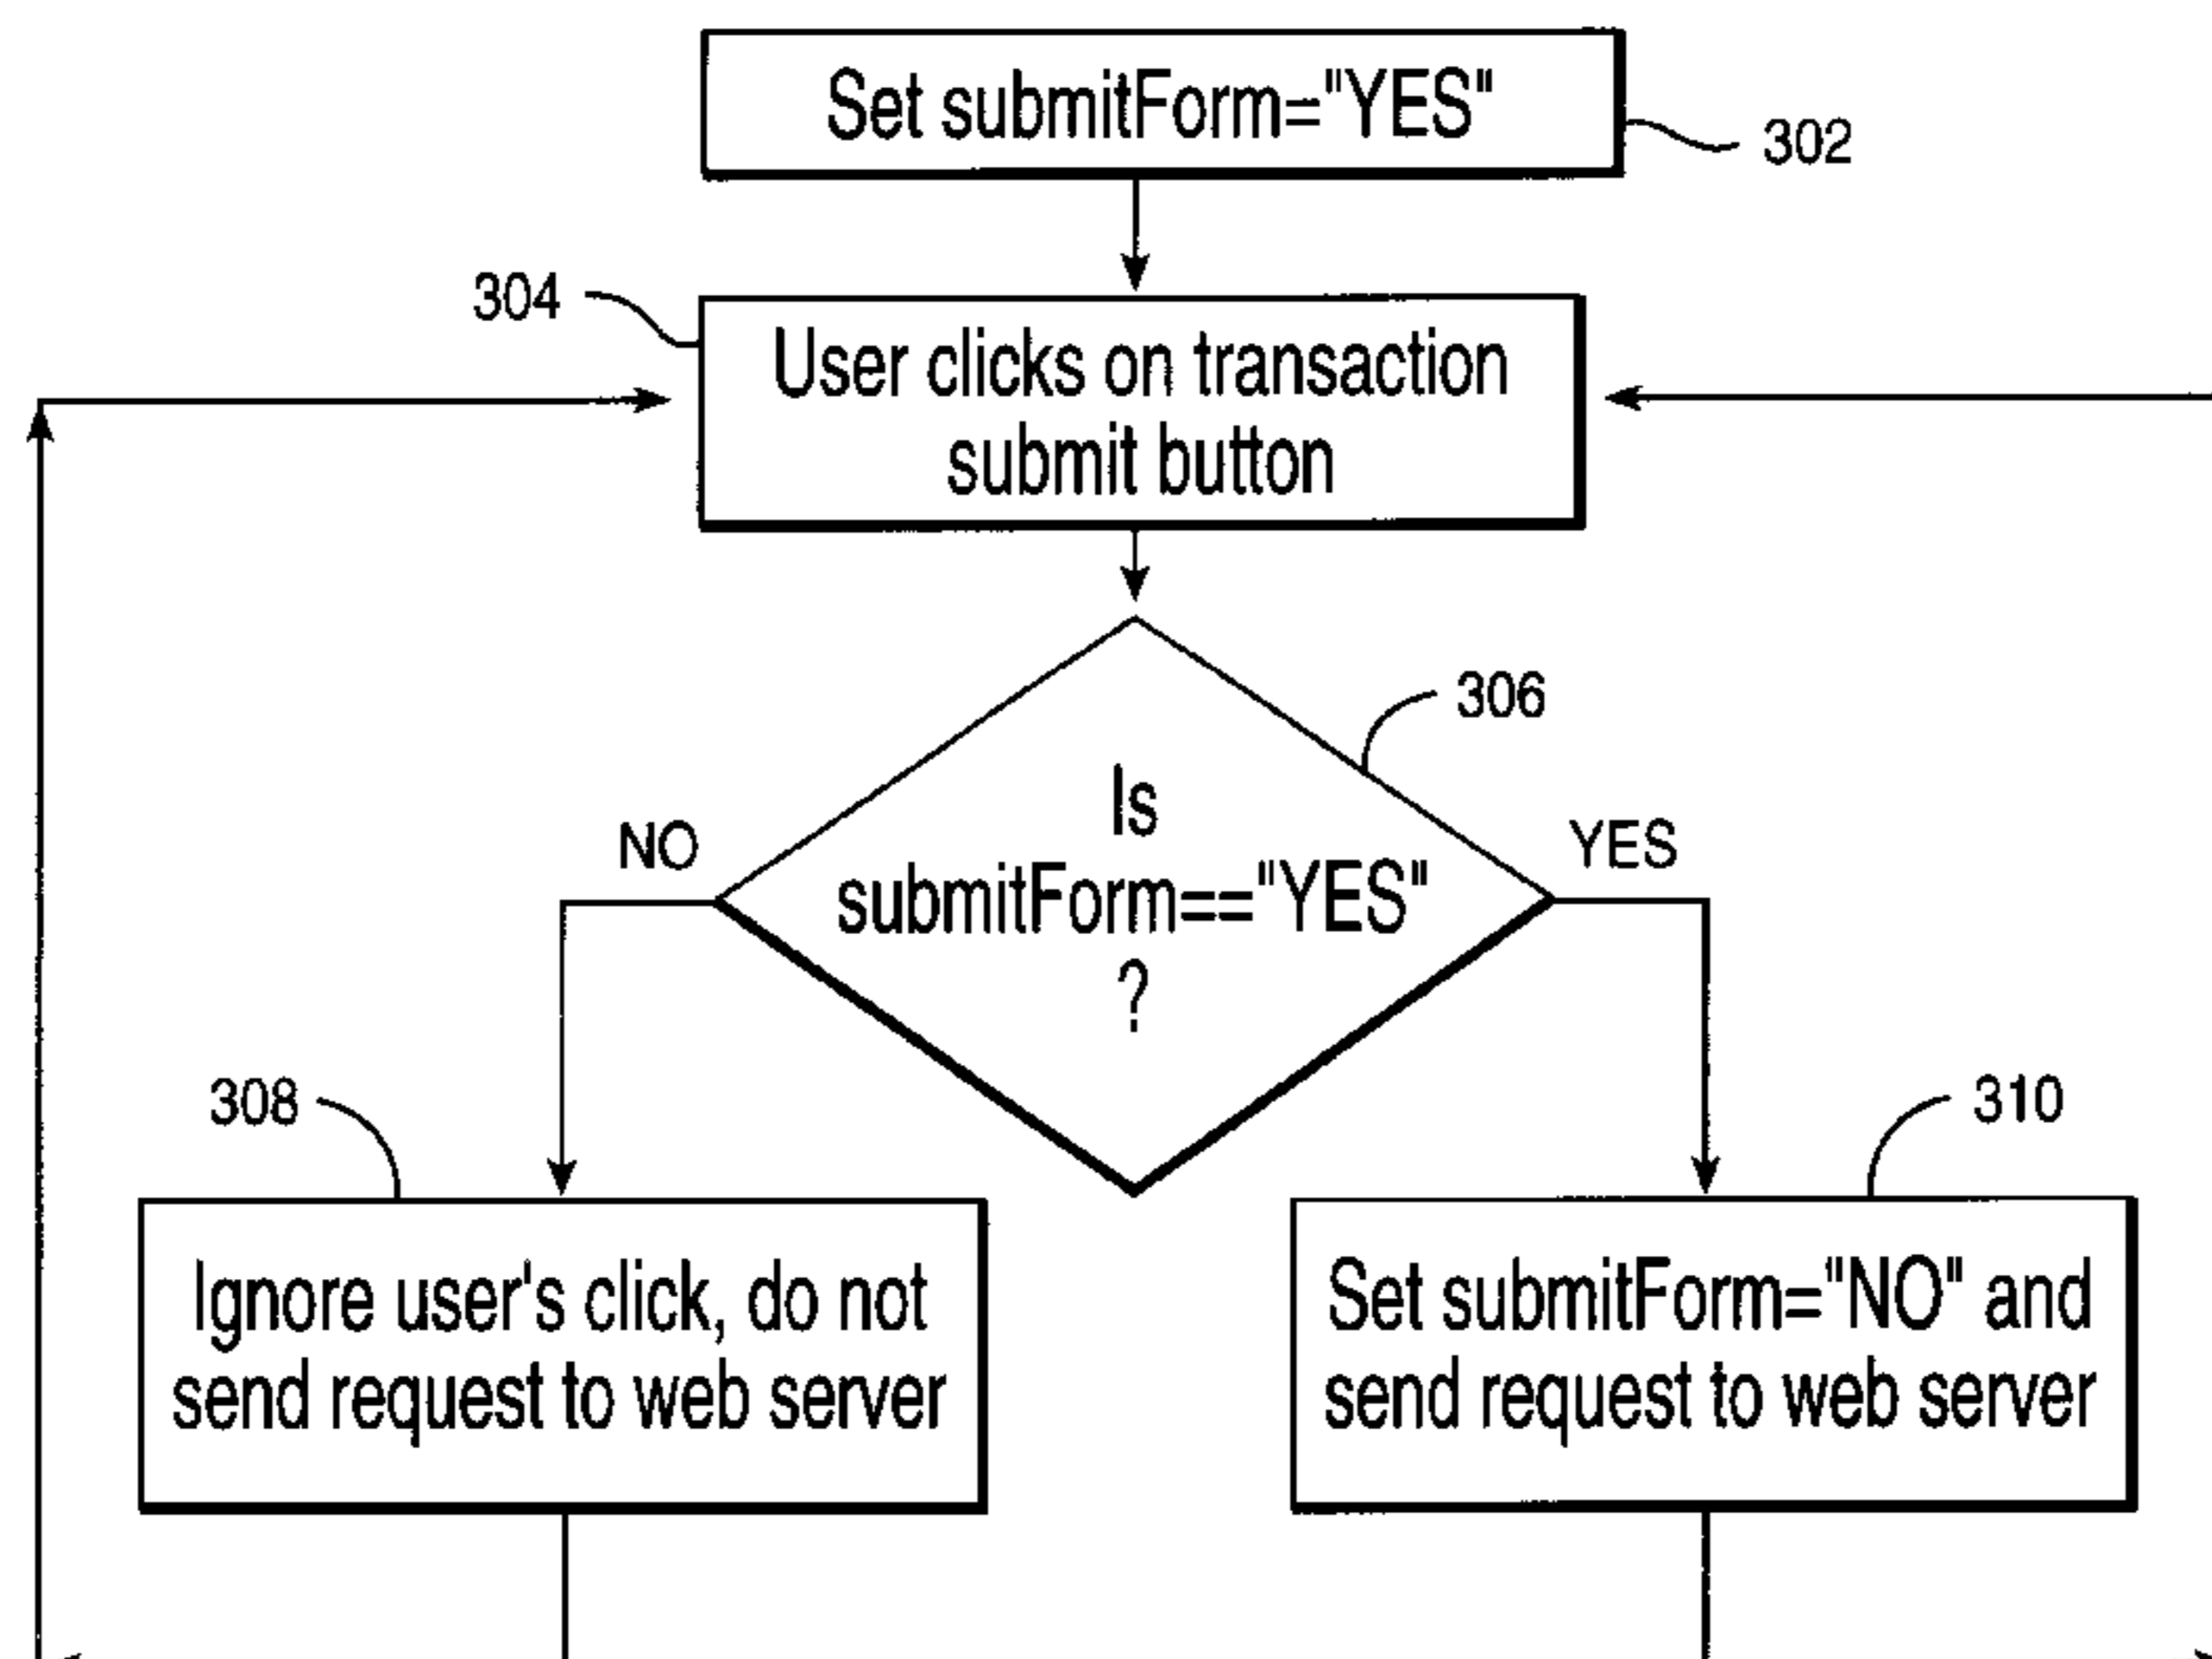 Set submitForm="YES"
302
304
User clicks on transaction
submit button
306
Is
submitForm=="YES"
?
NO
YES
308
310
Ignore user's click, do not
send request to web server
Set submitForm="NO" and
send request to web server